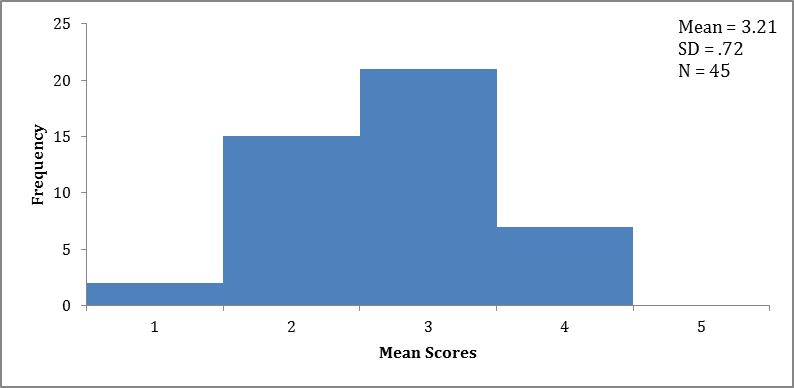 Mean = 3.21
SD = .72
N = 45
25
20
15
10
5
0
Frequency
1 2 3 4 5
Mean Scores